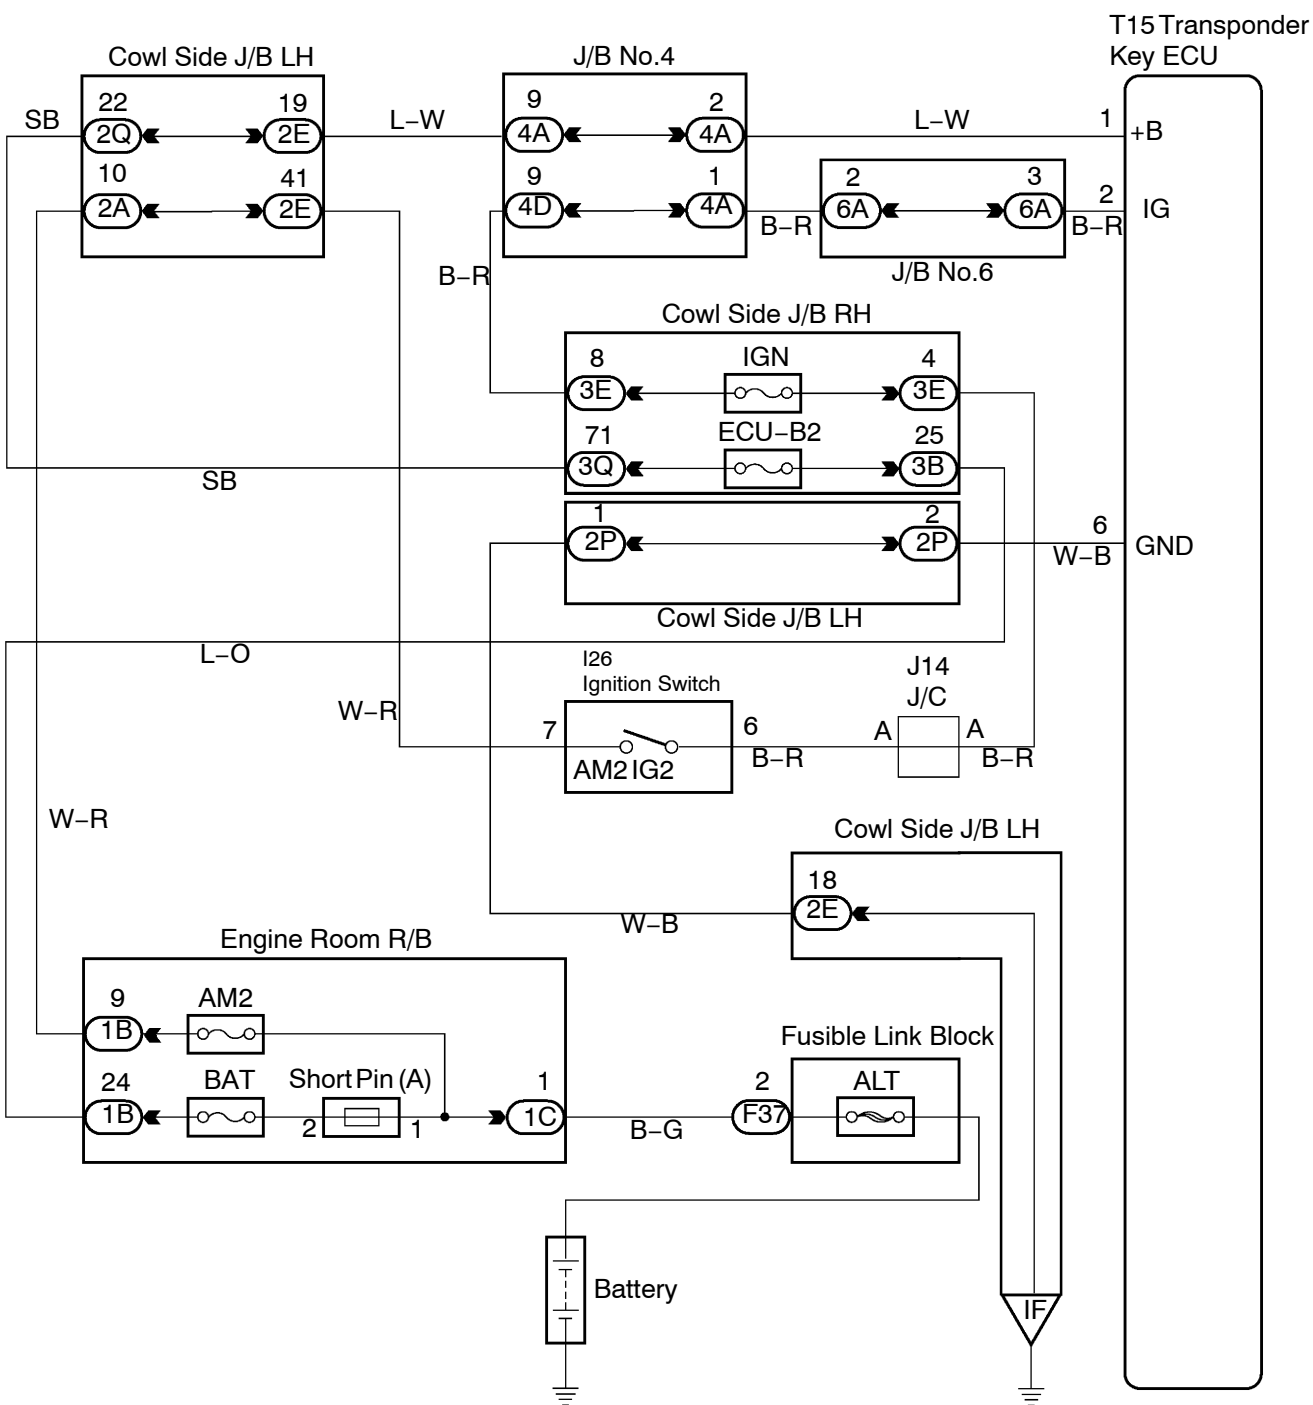 T15 Transponder
Key ECU
Cowl Side J/B LH
J/B No.4
SB
22
2Q
19
2E
L–W
9
4A
2
4A
L–W
1
+B
10
2A
41
2E
9
4D
1
4A
B–R
2
6A
3
6A
2
B–R
IG
J/B No.6
B–R
Cowl Side J/B RH
8
3E
IGN
4
3E
71
3Q
ECU–B2
25
3B
SB
1
2P
2
2P
6
W–B
GND
Cowl Side J/B LH
L–O
I26
Ignition Switch
J14
J/C
W–R
7
AM2 IG2
6
B–R
A
A
B–R
W–R
Cowl Side J/B LH
18
2E
W–B
Engine Room R/B
9
1B
AM2
24
1B
BAT
Short Pin (A)
2
1
1
1C
B–G
Fusible Link Block
2
F37
ALT
Battery
IF